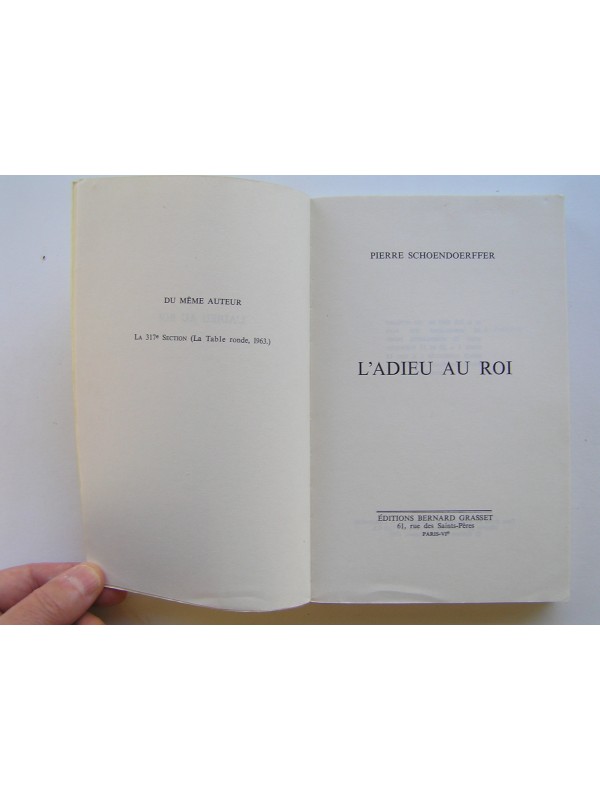 DU MÊME AUTEUR
LA 317e SECTION (La Table ronde, 1963.)
PIERRE SCHOENDOERFFER
L'ADIEU AU ROI
ÉDITIONS BERNARD GRASSET
61, rue des Saints-Pères
PARIS-VIe